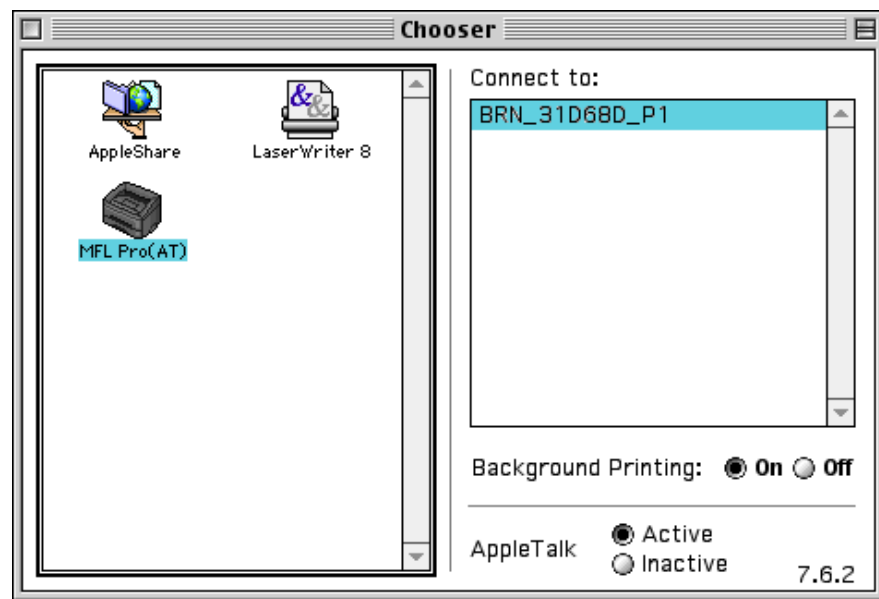 Chooser
AppleShare
LaserWriter 8
MFL Pro(AT)
Connect to:
BRN_31D68D_P1
Background Printing: On Off
AppleTalk
Active
Inactive
7.6.2